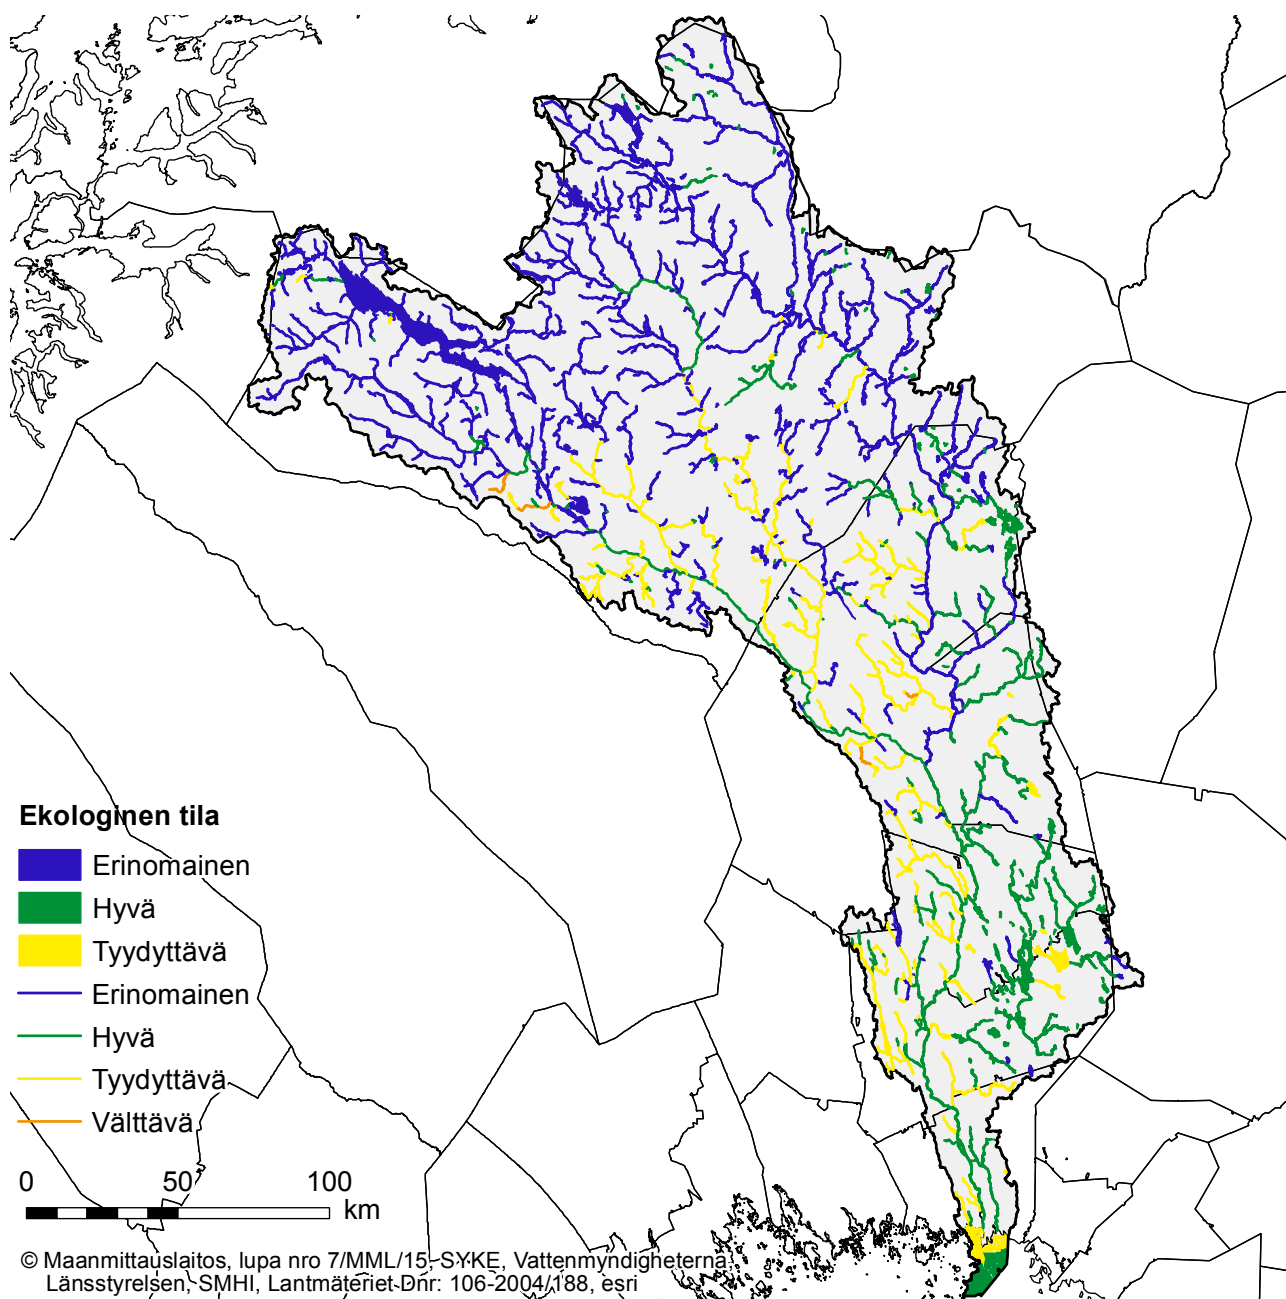 Ekologinen tila
Erinomainen
Hyvä
Tyydyttävä
Erinomainen
Hyvä
Tyydyttävä
Välttävä
0 50 100
km
© Maanmittauslaitos, lupa nro 7/MML/15, SYKE, Vattenmyndigheterna,
Länsstyrelsen, SMHI, Lantmäteriet Dnr: 106-2004/188, esri